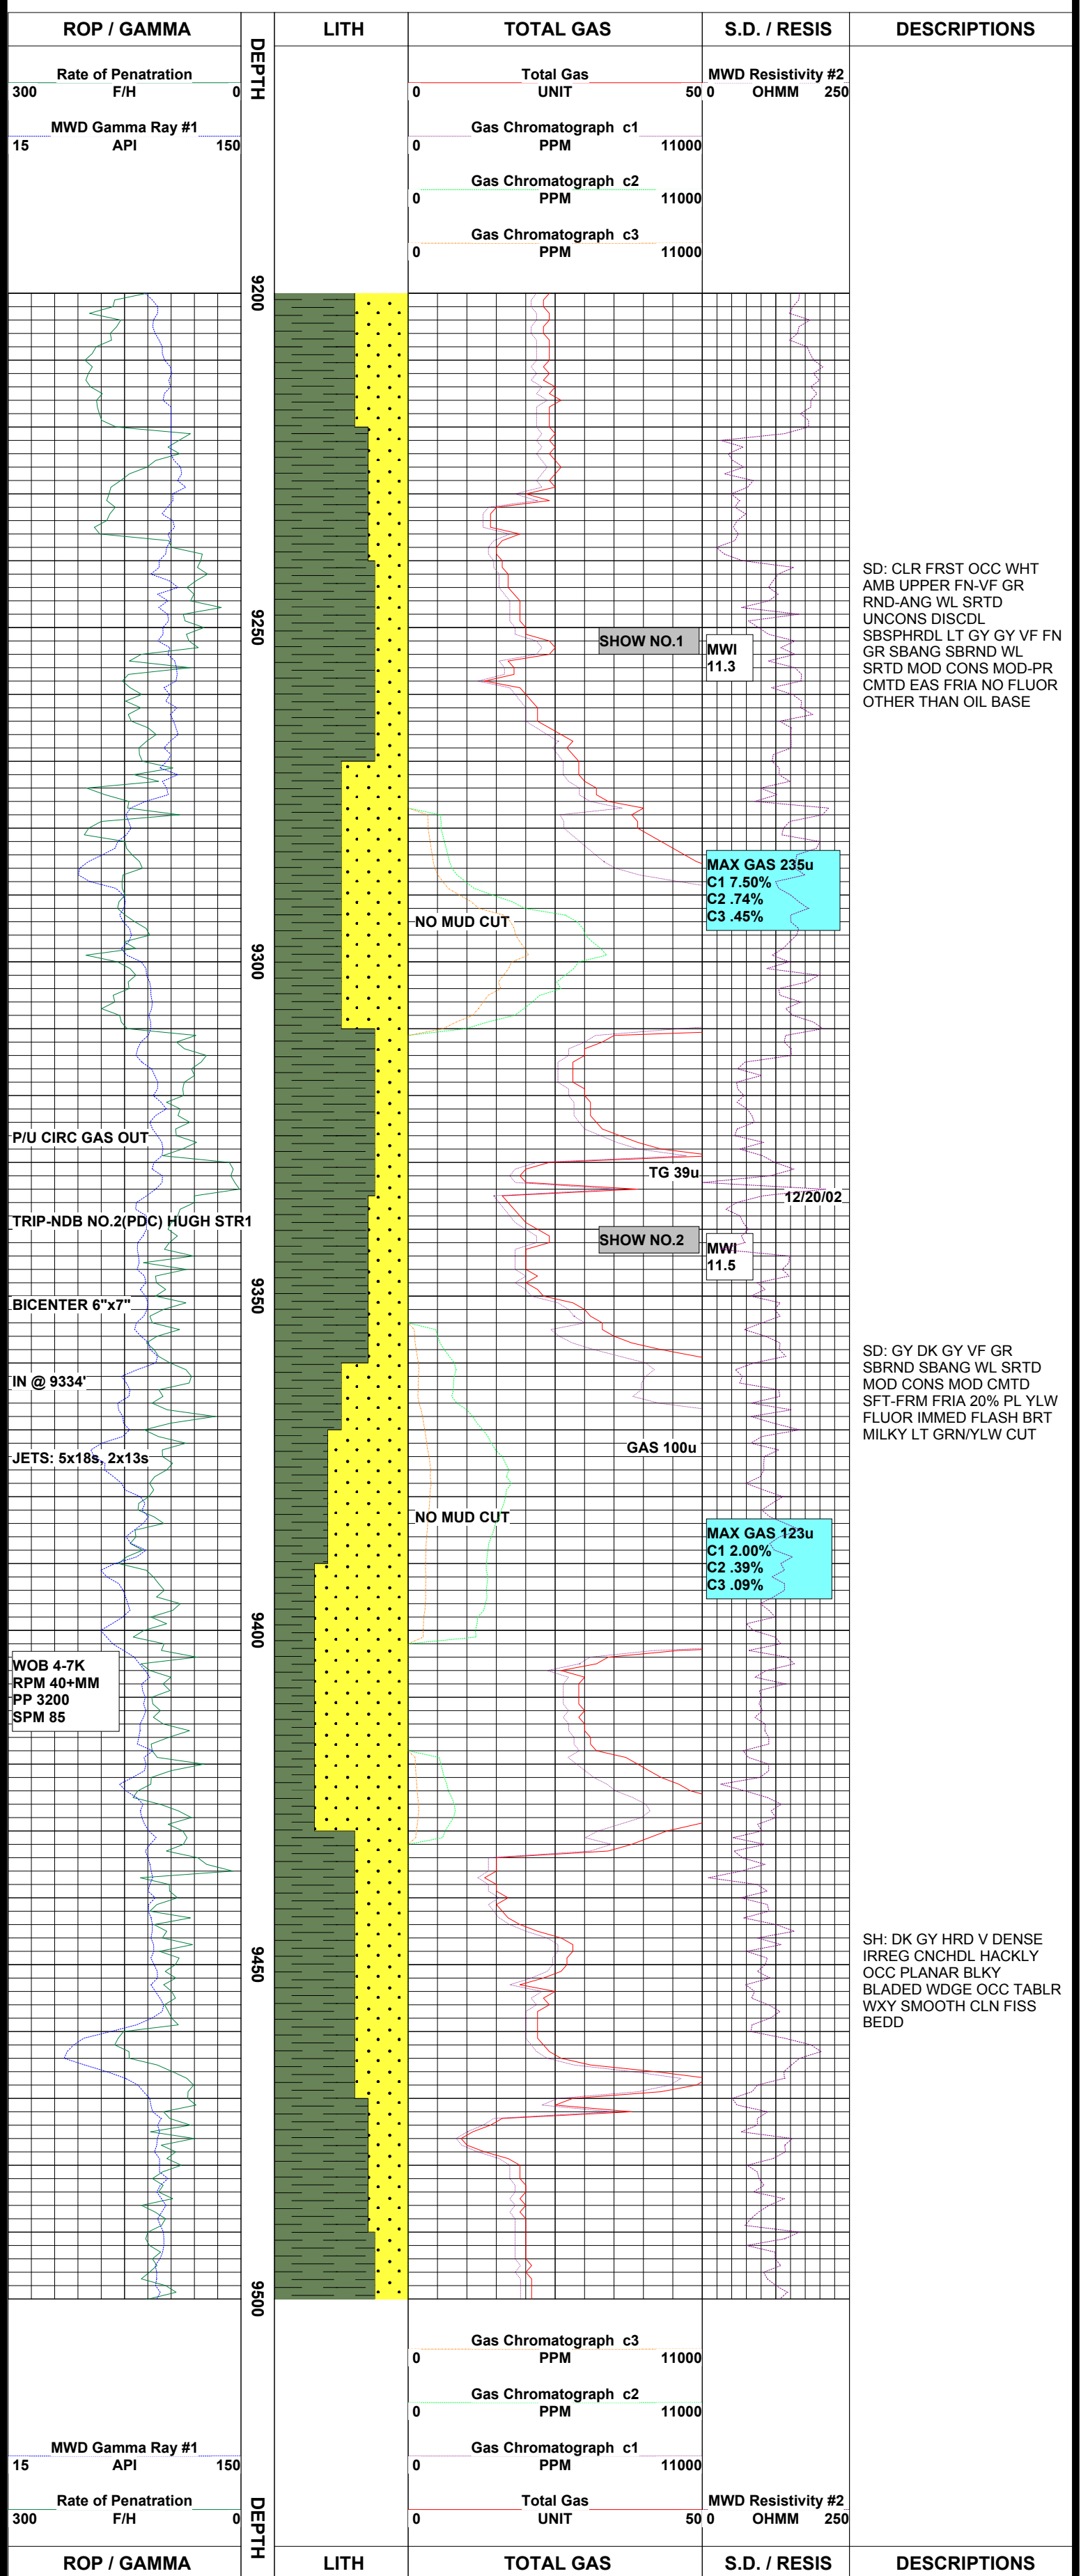 ROP / GAMMA
DEPTH
LITH
TOTAL GAS
S.D. / RESIS
DESCRIPTIONS
Rate of Penatration
300 F/H 0
MWD Gamma Ray #1
15 API 150
Total Gas
0 UNIT 50
MWD Resistivity #2
0 OHMM 250
Gas Chromatograph c1
0 PPM 11000
Gas Chromatograph c2
0 PPM 11000
Gas Chromatograph c3
0 PPM 11000
9200
SD: CLR FRST OCC WHT
AMB UPPER FN-VF GR
RND-ANG WL SRTD
UNCONS DISCDL
SBSPHRDL LT GY GY VF FN
GR SBANG SBRND WL
SRTD MOD CONS MOD-PR
CMTD EAS FRIA NO FLUOR
OTHER THAN OIL BASE
9250
SHOW NO.1
MWI
11.3
MAX GAS 235u
C1 7.50%
C2 .74%
C3 .45%
NO MUD CUT
9300
P/U CIRC GAS OUT
TG 39u
12/20/02
TRIP-NDB NO.2(PDC) HUGH STR1
SHOW NO.2
MWI
11.5
BICENTER 6"x7"
9350
SD: GY DK GY VF GR
SBRND SBANG WL SRTD
MOD CONS MOD CMTD
SFT-FRM FRIA 20% PL YLW
FLUOR IMMED FLASH BRT
MILKY LT GRN/YLW CUT
IN @ 9334'
GAS 100u
JETS: 5x18s, 2x13s
NO MUD CUT
MAX GAS 123u
C1 2.00%
C2 .39%
C3 .09%
9400
WOB 4-7K
RPM 40+MM
PP 3200
SPM 85
9450
SH: DK GY HRD V DENSE
IRREG CNCHDL HACKLY
OCC PLANAR BLKY
BLADED WDGE OCC TABLR
WXY SMOOTH CLN FISS
BEDD
9500
Gas Chromatograph c3
0 PPM 11000
Gas Chromatograph c2
0 PPM 11000
MWD Gamma Ray #1
15 API 150
Gas Chromatograph c1
0 PPM 11000
Rate of Penatration
300 F/H 0
Total Gas
0 UNIT 50
MWD Resistivity #2
0 OHMM 250
ROP / GAMMA
DEPTH
LITH
TOTAL GAS
S.D. / RESIS
DESCRIPTIONS